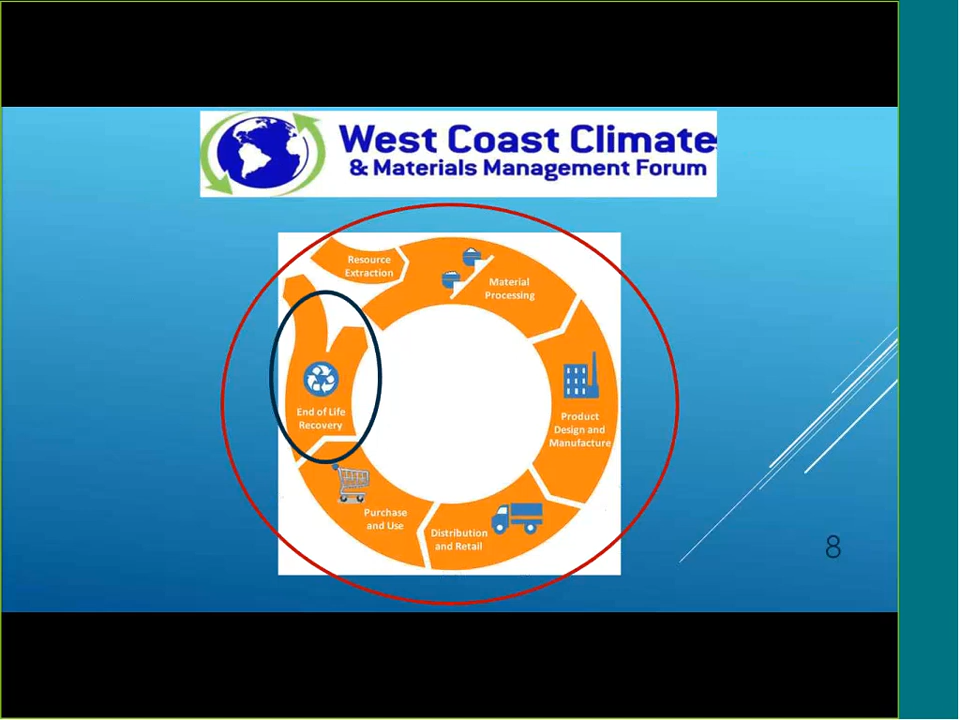 West Coast Climate
& Materials Management Forum
Resource
Extraction
Material
Processing
Product
Design and
Manufacture
Distribution
and Retail
Purchase
and Use
End of Life
Recovery
8